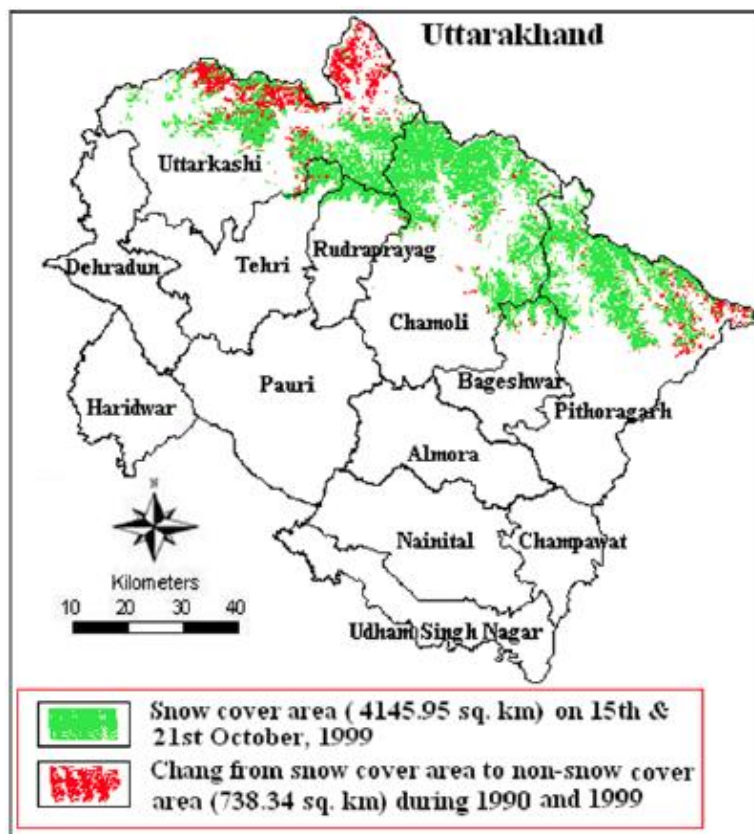 Uttarakhand
Uttarkashi
Dehradun
Tehri
Rudraprayag
Chamoli
Haridwar
Pauri
Bageshwar
Pithoragarh
Almora
N
Nainital
Champawat
Kilometers
10 20 30 40
Udham Singh Nagar
Snow cover area ( 4145.95 sq. km) on 15th &
21st October, 1999
Chang from snow cover area to non-snow cover
area (738.34 sq. km) during 1990 and 1999